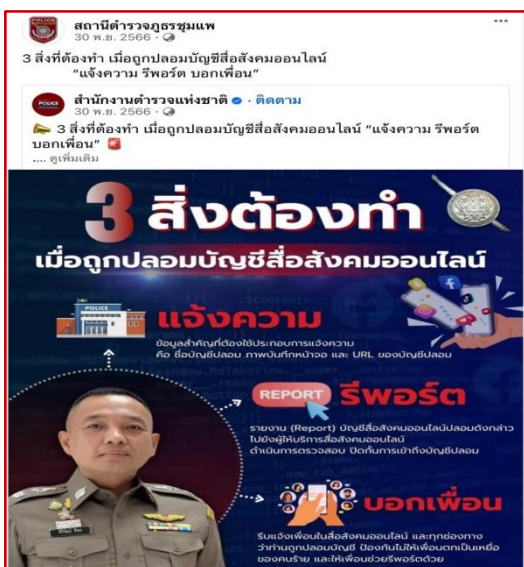 สถานีตำรวจภูธรชุมแพ
30 พ.ย. 2566
3 สิ่งที่ต้องทำ เมื่อถูกปลอมบัญชีสื่อสังคมออนไลน์
"แจ้งความ รีพอร์ต บอกเพื่อน"
POLICE
สำนักงานตำรวจแห่งชาติ · ติดตาม
30 พ.ย. 2566
3 สิ่งที่ต้องทำ เมื่อถูกปลอมบัญชีสื่อสังคมออนไลน์ "แจ้งความ รีพอร์ต
บอกเพื่อน"
.... ดูเพิ่มเติม
3 สิ่งต้องทำ
เมื่อถูกปลอมบัญชีสื่อสังคมออนไลน์
POLICE
แจ้งความ
ข้อมูลสำคัญที่ต้องใช้ประกอบการแจ้งความ
คือ ชื่อบัญชีปลอม ภาพบันทึกหน้าจอ และ URL ของบัญชีปลอม
REPORT รีพอร์ต
รายงาน (Report) บัญชีสื่อสังคมออนไลน์ปลอมดังกล่าว
ไปยังผู้ให้บริการสื่อสังคมออนไลน์
ดำเนินการตรวจสอบ ปิดกั้นการเข้าถึงบัญชีปลอม
บอกเพื่อน
รีบแจ้งเพื่อนในสื่อสังคมออนไลน์ และทุกช่องทาง
ว่าท่านถูกปลอมบัญชี ป้องกันไม่ให้เพื่อนตกเป็นเหยื่อ
ของคนร้าย และให้เพื่อนช่วยรีพอร์ตด้วย